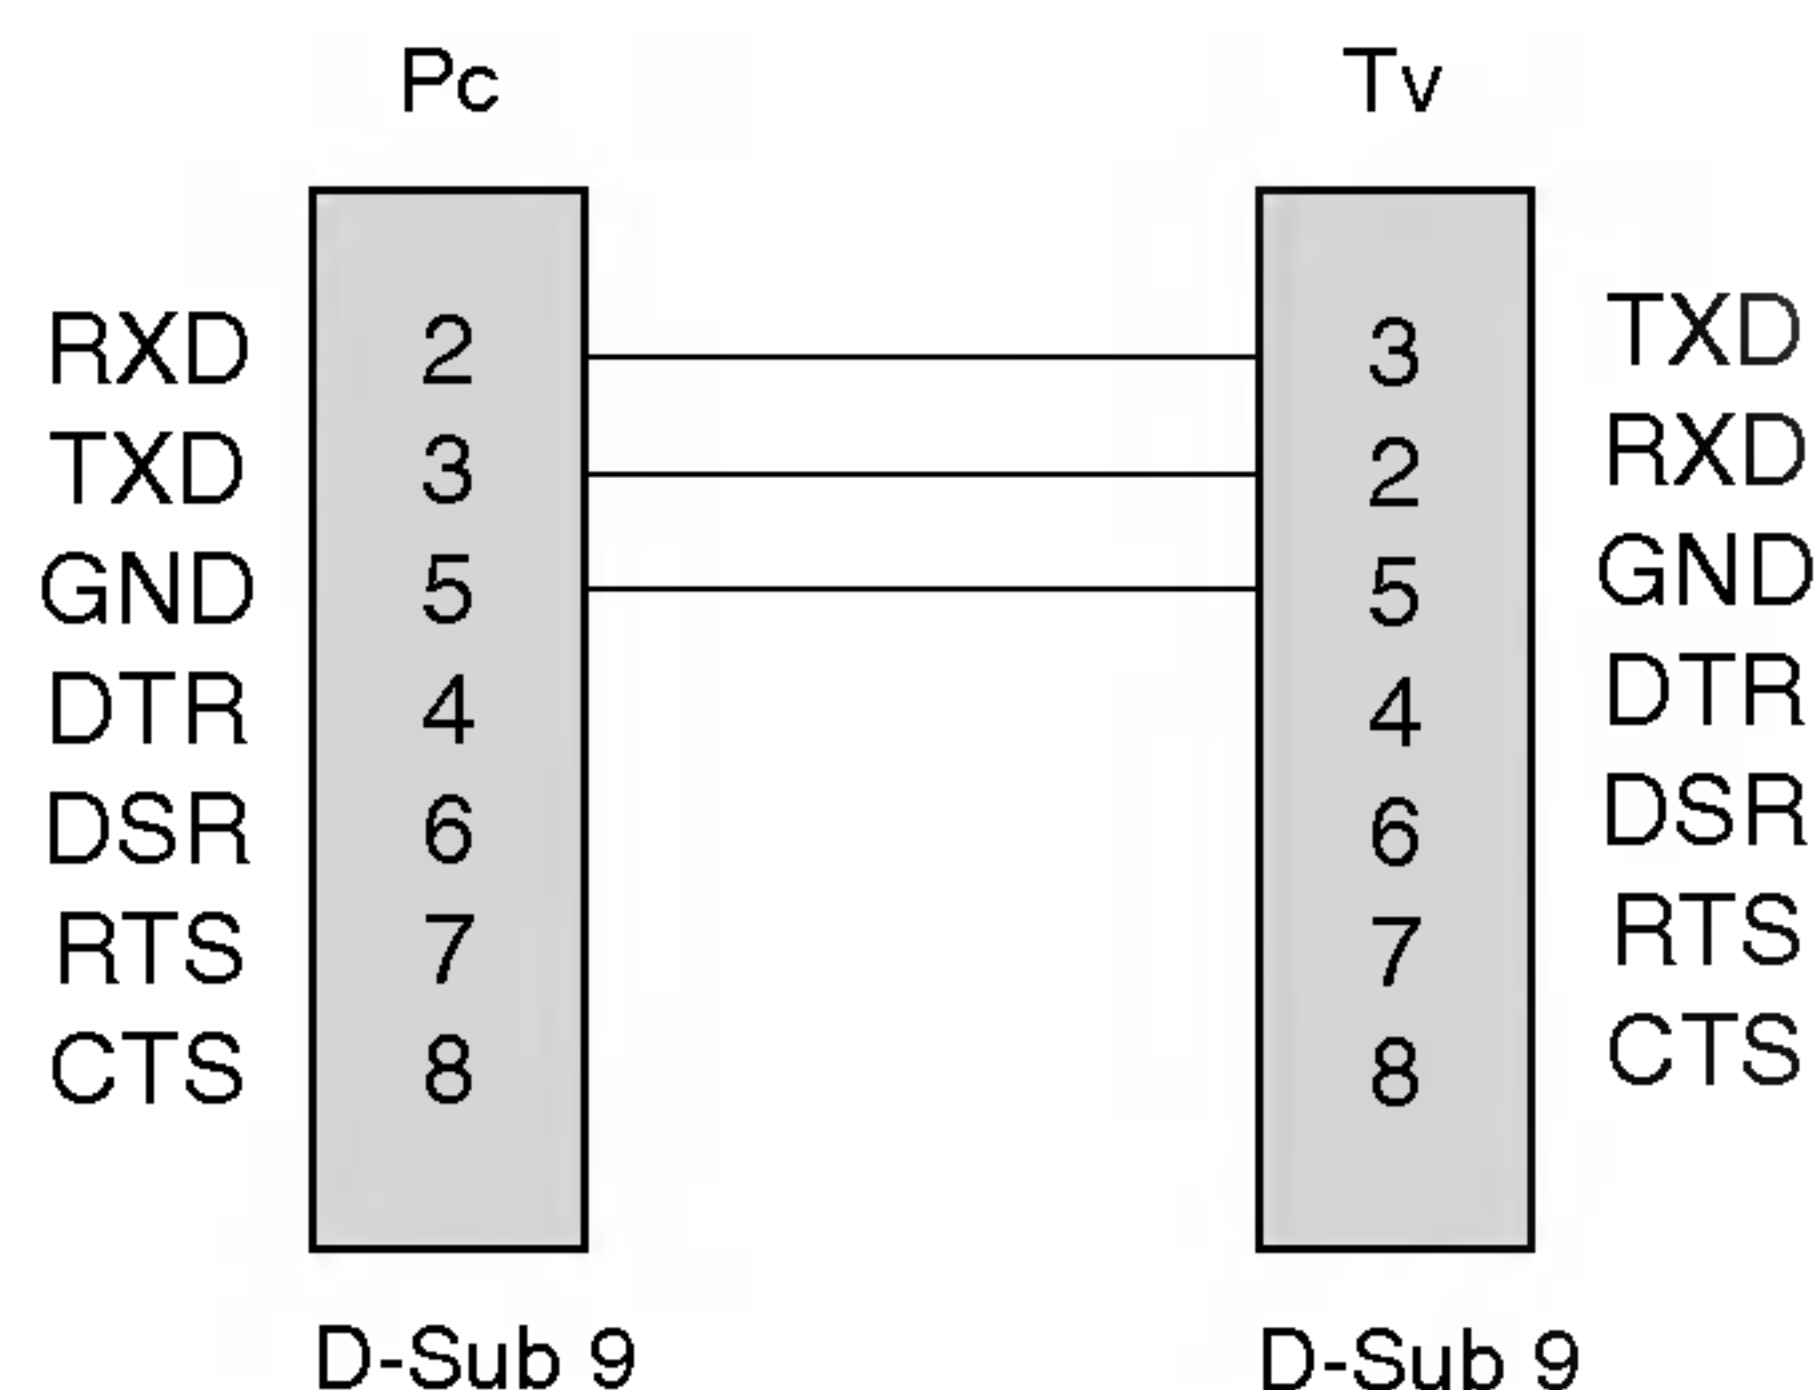 Pc Tv
RXD 2 3 TXD
TXD 3 2 RXD
GND 5 5 GND
DTR 4 4 DTR
DSR 6 6 DSR
RTS 7 7 RTS
CTS 8 8 CTS
D-Sub 9 D-Sub 9